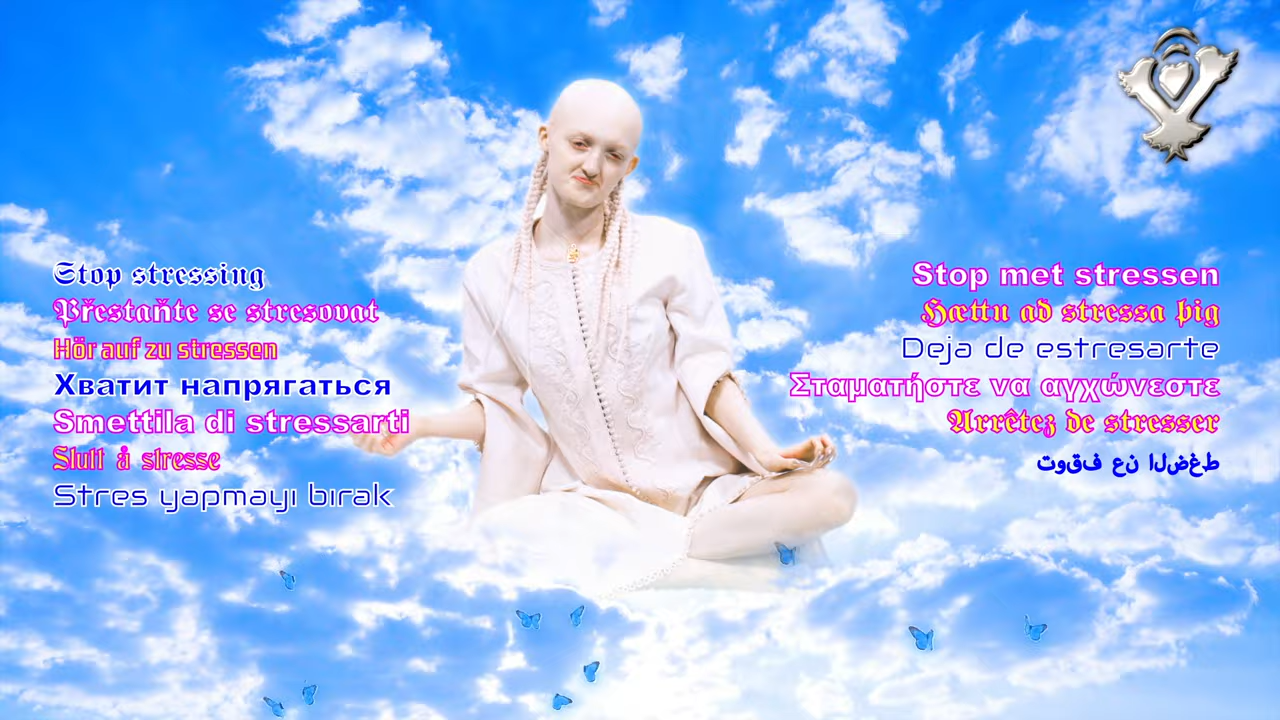 Stop stressing
Přestaňte se stresovat
Hör auf zu stressen
Хватит напрягаться
Smettila di stressarti
Slutt å stresse
Stres yapmayı bırak
Stop met stressen
Hættu að stressa þig
Deja de estresarte
Σταματήστε να αγχώνεστε
Arrêtez de stresser
توقف عن الضغط